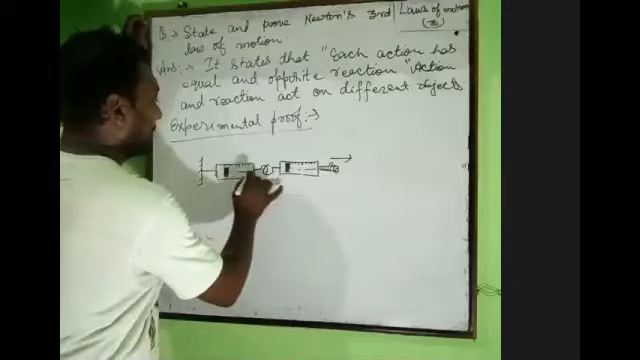 Q.→ State and prove Newton's 3rd
law of motion.
Laws of motion
(3)
Ans:→ It states that "Each action has
equal and opposite reaction" Action
and reaction act on different objects
Experimental proof:→